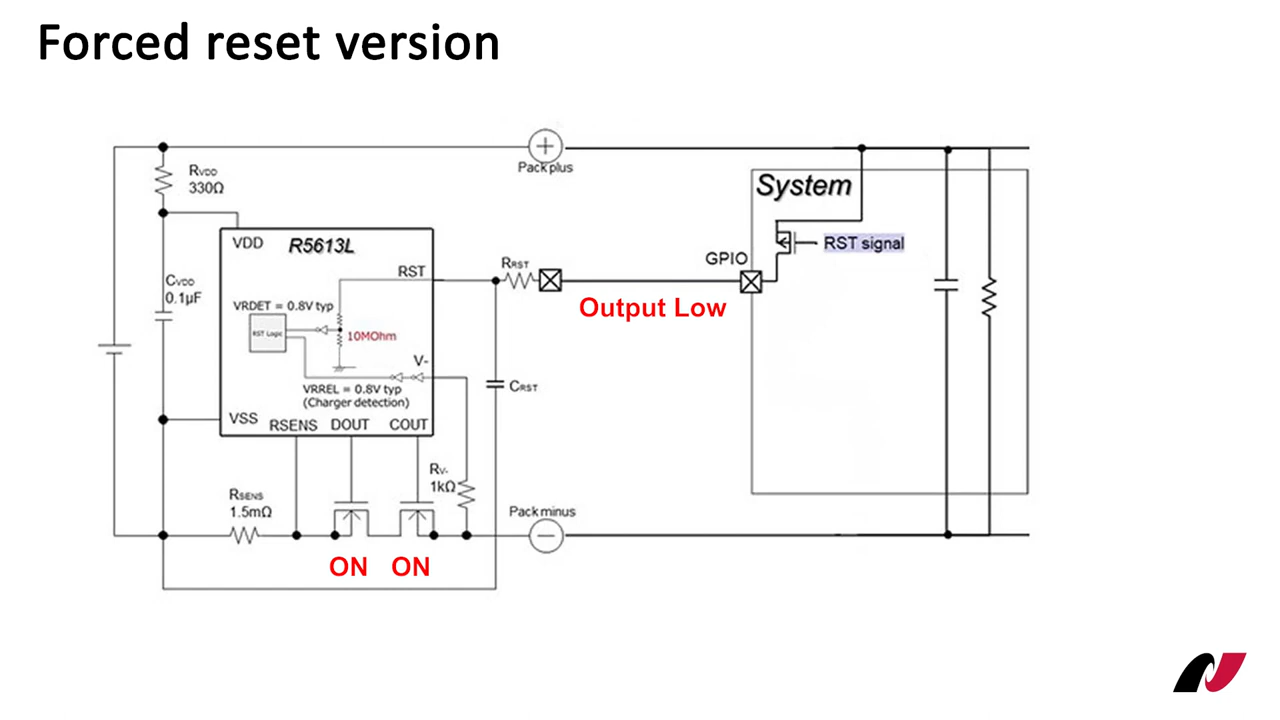 Forced reset version
Pack plus
RVDD
330Ω
System
VDD
R5613L
RST signal
GPIO
RST
RRST
CVDD
0.1µF
VRDET = 0.8V typ
Output Low
RST Logic
10MOhm
V-
VRREL = 0.8V typ
(Charger detection)
CRST
VSS
RSENS
DOUT
COUT
RV-
1kΩ
RSENS
1.5mΩ
Pack minus
ON
ON